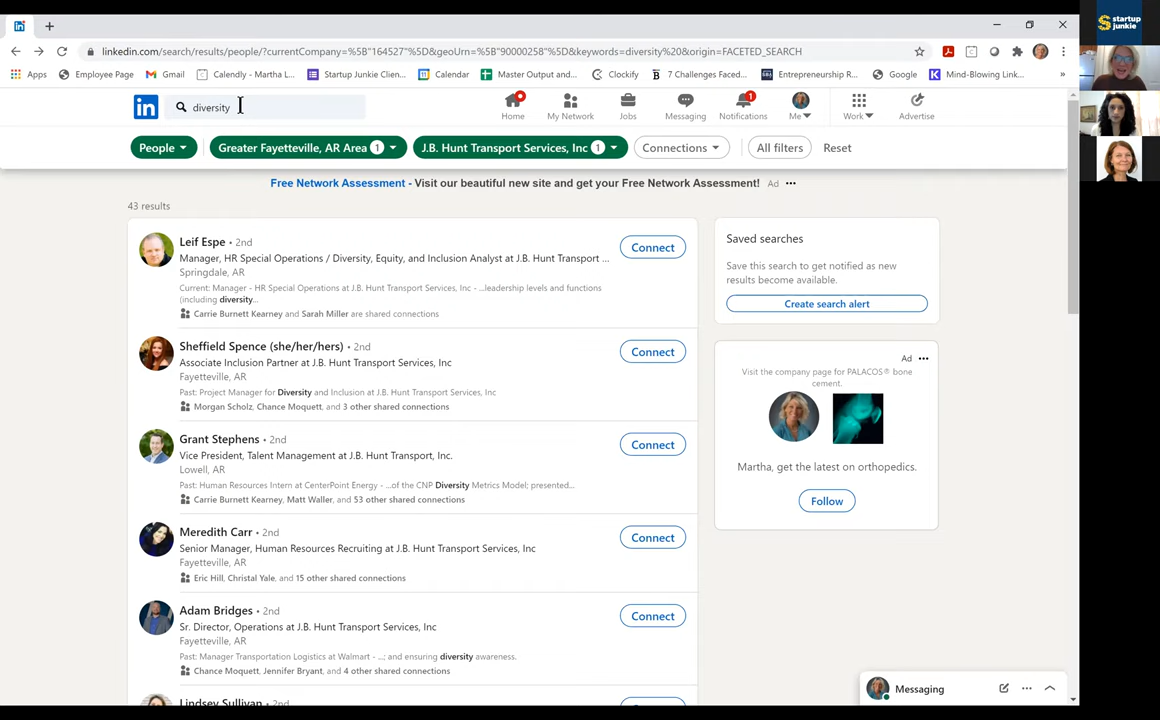 startup
junkie
linkedin.com/search/results/people/?currentCompany=%5B"164527"%5D&geoUrn=%5B"90000258"%5D&keywords=diversity%20&origin=FACETED_SEARCH
Apps Employee Page Gmail Calendly - Martha L... Startup Junkie Clien... Calendar Master Output and... Clockify 7 Challenges Faced... Entrepreneurship R... Google Mind-Blowing Link... »
in diversity
Home My Network Jobs Messaging 1 Notifications Me Work Advertise
People Greater Fayetteville, AR Area 1 J.B. Hunt Transport Services, Inc 1 Connections All filters Reset
Free Network Assessment - Visit our beautiful new site and get your Free Network Assessment! Ad •••
43 results
Leif Espe • 2nd
Connect
Manager, HR Special Operations / Diversity, Equity, and Inclusion Analyst at J.B. Hunt Transport ...
Springdale, AR
Current: Manager - HR Special Operations at J.B. Hunt Transport Services, Inc - ...leadership levels and functions
(including diversity...
Carrie Burnett Kearney and Sarah Miller are shared connections
Sheffield Spence (she/her/hers) • 2nd
Connect
Associate Inclusion Partner at J.B. Hunt Transport Services, Inc
Fayetteville, AR
Past: Project Manager for Diversity and Inclusion at J.B. Hunt Transport Services, Inc
Morgan Scholz, Chance Moquett, and 3 other shared connections
Grant Stephens • 2nd
Connect
Vice President, Talent Management at J.B. Hunt Transport, Inc.
Lowell, AR
Past: Human Resources Intern at CenterPoint Energy - ...of the CNP Diversity Metrics Model; presented...
Carrie Burnett Kearney, Matt Waller, and 53 other shared connections
Meredith Carr • 2nd
Connect
Senior Manager, Human Resources Recruiting at J.B. Hunt Transport Services, Inc
Fayetteville, AR
Eric Hill, Christal Yale, and 15 other shared connections
Adam Bridges • 2nd
Connect
Sr. Director, Operations at J.B. Hunt Transport Services, Inc
Fayetteville, AR
Past: Manager Transportation Logistics at Walmart - ...; and ensuring diversity awareness.
Chance Moquett, Jennifer Bryant, and 4 other shared connections
Lindsey Sullivan • 2nd
Saved searches
Save this search to get notified as new
results become available.
Create search alert
Ad •••
Visit the company page for PALACOS® bone
cement.
Martha, get the latest on orthopedics.
Follow
Messaging